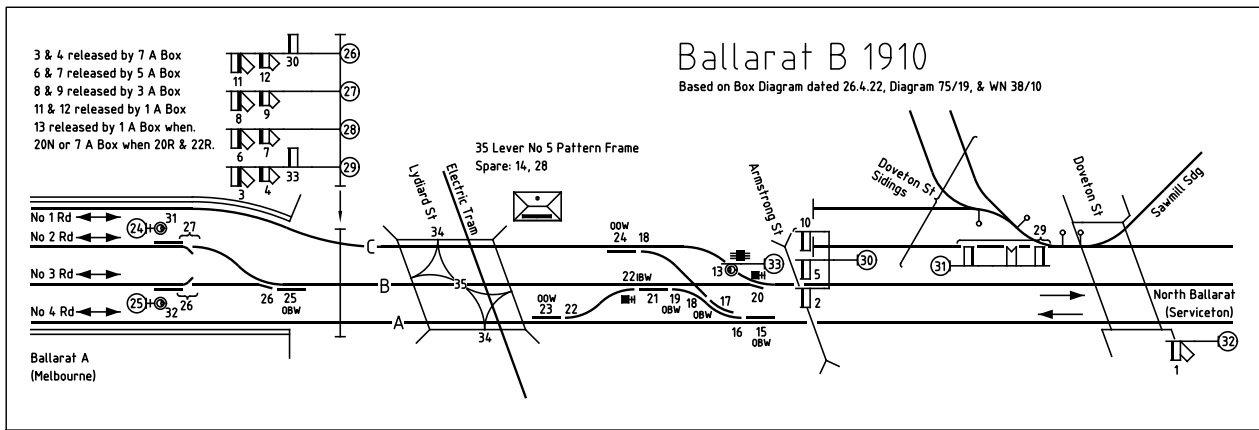 Ballarat B 1910
Based on Box Diagram dated 26.4.22, Diagram 75/19, & WN 38/10
3 & 4 released by 7 A Box
6 & 7 released by 5 A Box
8 & 9 released by 3 A Box
11 & 12 released by 1 A Box
13 released by 1 A Box when.
20N or 7 A Box when 20R & 22R.
30
26
11
12
27
8
9
28
6
7
33
29
3
4
35 Lever No 5 Pattern Frame
Spare: 14, 28
Lydiard St
Electric Tram
Armstrong St
Doveton St
Sidings
Doveton St
Sawmill Sdg
No 1 Rd
No 2 Rd
No 3 Rd
No 4 Rd
24
31
27
25
32
26
26
25
OBW
C
B
A
34
35
34
OOW
24
18
OOW
23
22
22
IBW
21
19
OBW
18
OBW
17
16
15
OBW
13
33
20
10
5
2
30
31
29
North Ballarat
(Serviceton)
1
32
Ballarat A
(Melbourne)